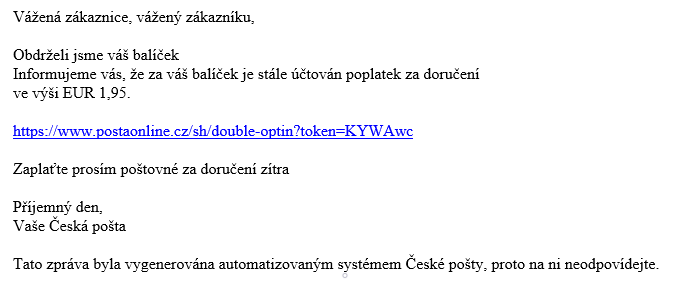 Vážená zákaznice, vážený zákazníku,
Obdrželi jsme váš balíček
Informujeme vás, že za váš balíček je stále účtován poplatek za doručení
ve výši EUR 1,95.
https://www.postaonline.cz/sh/double-optin?token=KYWAwc
Zaplaťte prosím poštovné za doručení zítra
Příjemný den,
Vaše Česká pošta
Tato zpráva byla vygenerována automatizovaným systémem České pošty, proto na ni neodpovídejte.